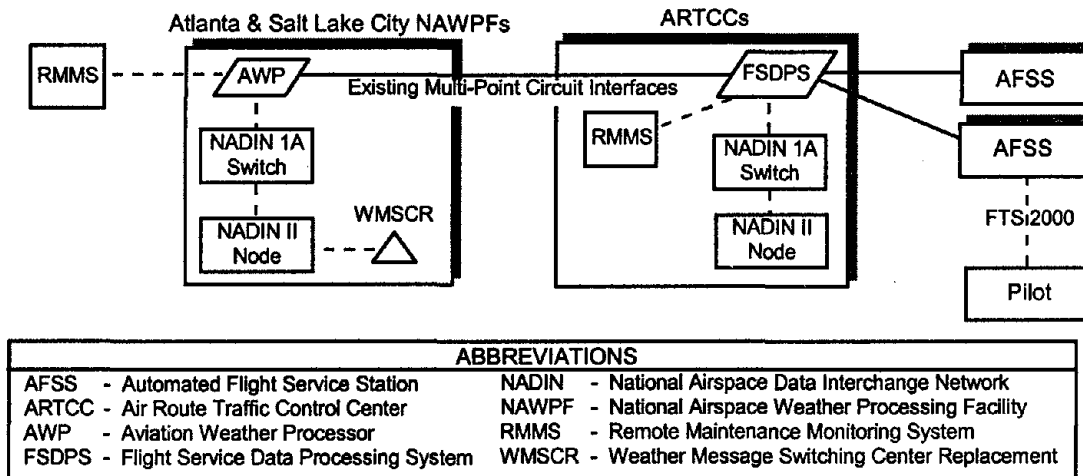 Atlanta & Salt Lake City NAWPFs
ARTCCs
RMMS
AWP
Existing Multi-Point Circuit Interfaces
FSDPS
AFSS
RMMS
NADIN 1A
Switch
NADIN 1A
Switch
AFSS
WMSCR
NADIN II
Node
NADIN II
Node
FTS 2000
Pilot
ABBREVIATIONS
AFSS - Automated Flight Service Station
ARTCC - Air Route Traffic Control Center
AWP - Aviation Weather Processor
FSDPS - Flight Service Data Processing System
NADIN - National Airspace Data Interchange Network
NAWPF - National Airspace Weather Processing Facility
RMMS - Remote Maintenance Monitoring System
WMSCR - Weather Message Switching Center Replacement